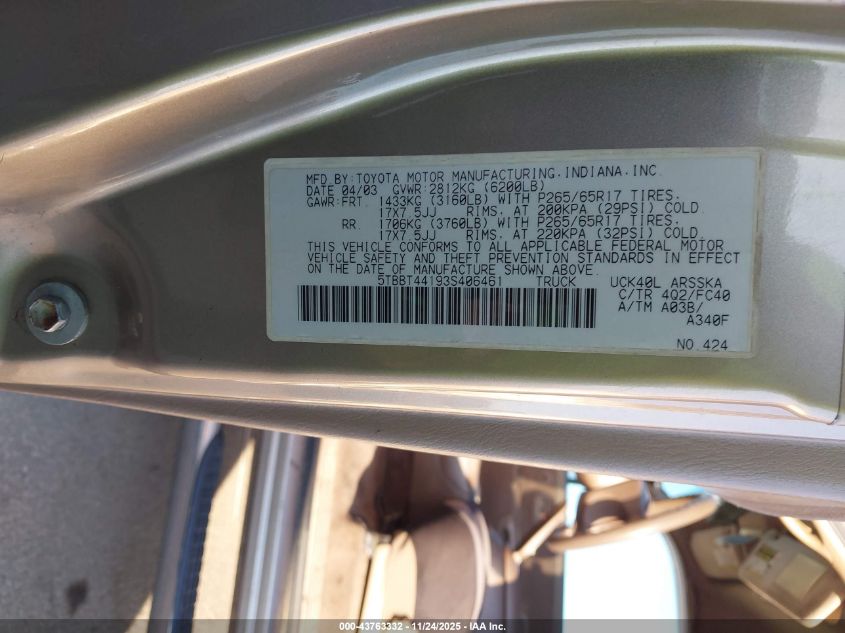 MFD.BY:TOYOTA MOTOR MANUFACTURING,INDIANA,INC.
DATE 04/03 GVWR:2812KG (6200LB)
GAWR:FRT. 1433KG (3160LB) WITH P265/65R17 TIRES,
17X7.5JJ RIMS, AT 200KPA (29PSI) COLD.
RR. 1706KG (3760LB) WITH P265/65R17 TIRES,
17X7.5JJ RIMS, AT 220KPA (32PSI) COLD.
THIS VEHICLE CONFORMS TO ALL APPLICABLE FEDERAL MOTOR
VEHICLE SAFETY AND THEFT PREVENTION STANDARDS IN EFFECT
ON THE DATE OF MANUFACTURE SHOWN ABOVE.
5TBBT44193S406461 TRUCK UCK40L ARSSKA
C/TR 4Q2/FC40
A/TM A03B/
A340F
NO.424
000-43763332 - 11/24/2025 - IAA Inc.